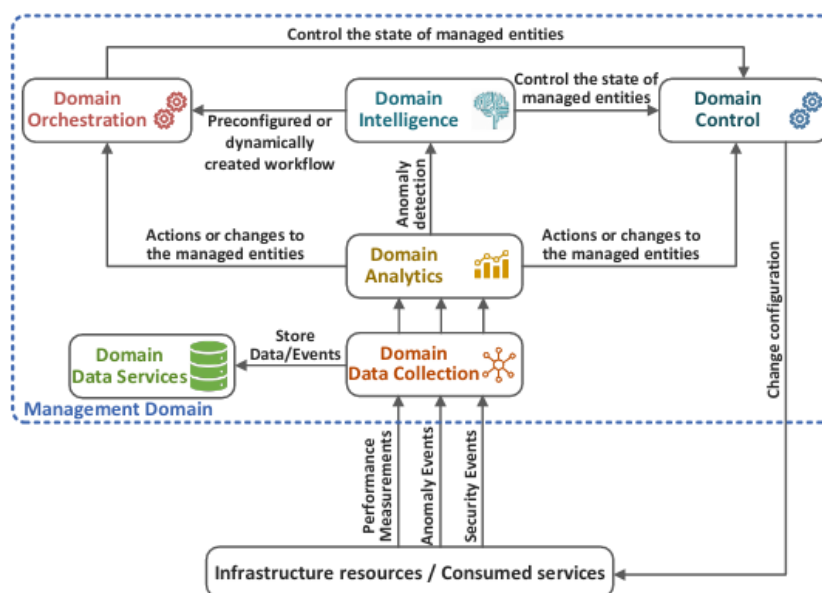 Control the state of managed entities
Domain
Orchestration
Preconfigured or
dynamically
created workflow
Domain
Intelligence
Control the state of
managed entities
Domain
Control
Anomaly
detection
Actions or changes to
the managed entities
Domain
Analytics
Actions or changes to
the managed entities
Change configuration
Domain
Data Services
Store
Data/Events
Domain
Data Collection
Management Domain
Performance
Measurements
Anomaly Events
Security Events
Infrastructure resources / Consumed services